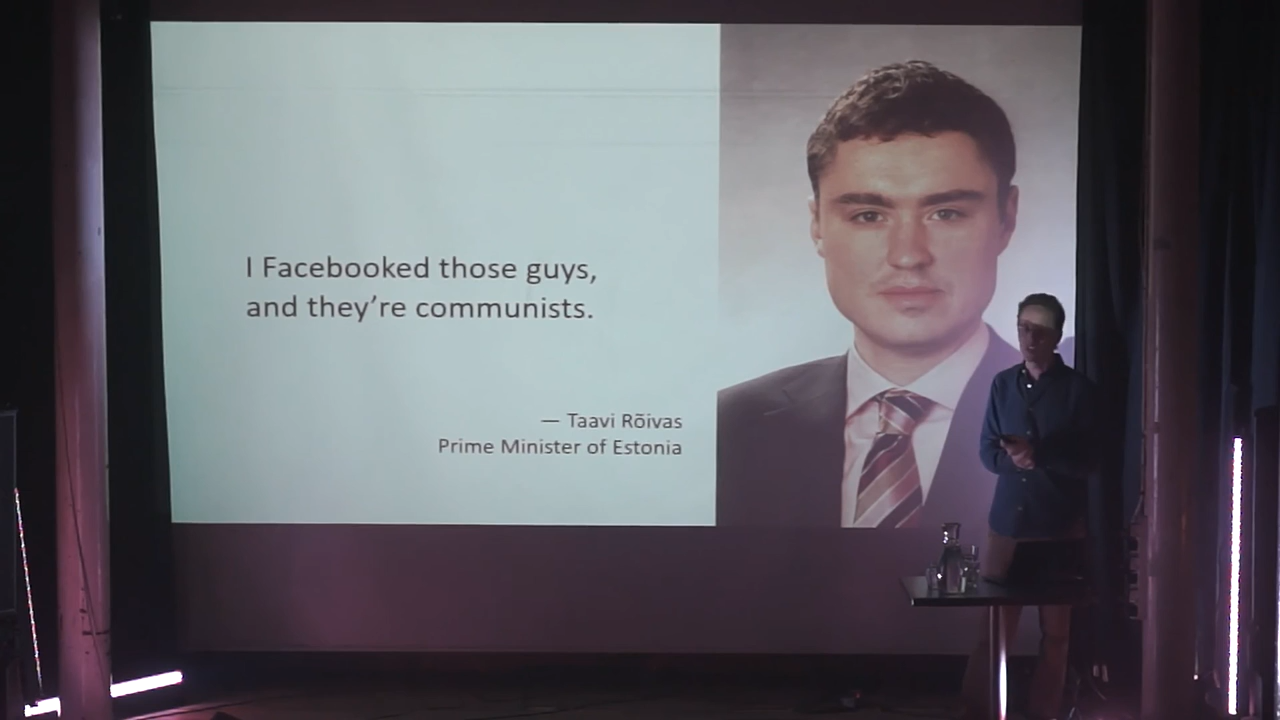 I Facebooked those guys,
and they’re communists.
— Taavi Rõivas
Prime Minister of Estonia